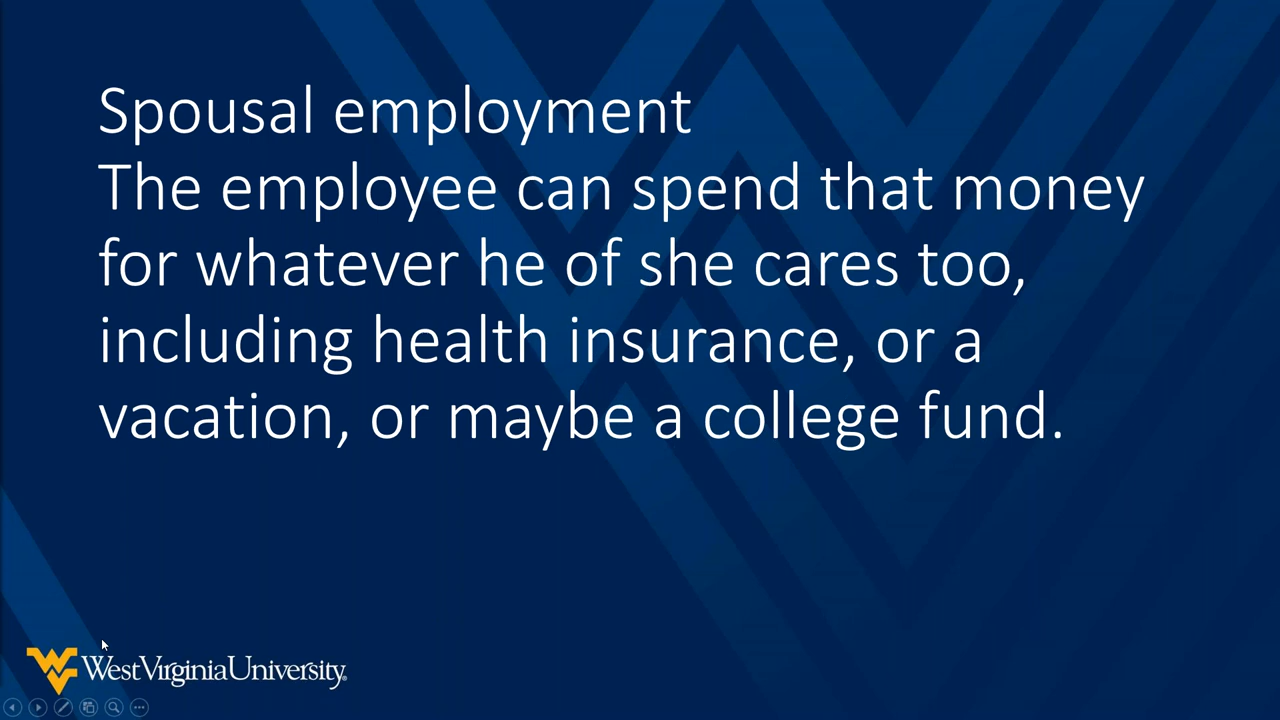 Spousal employment
The employee can spend that money
for whatever he of she cares too,
including health insurance, or a
vacation, or maybe a college fund.
WestVirginiaUniversity.